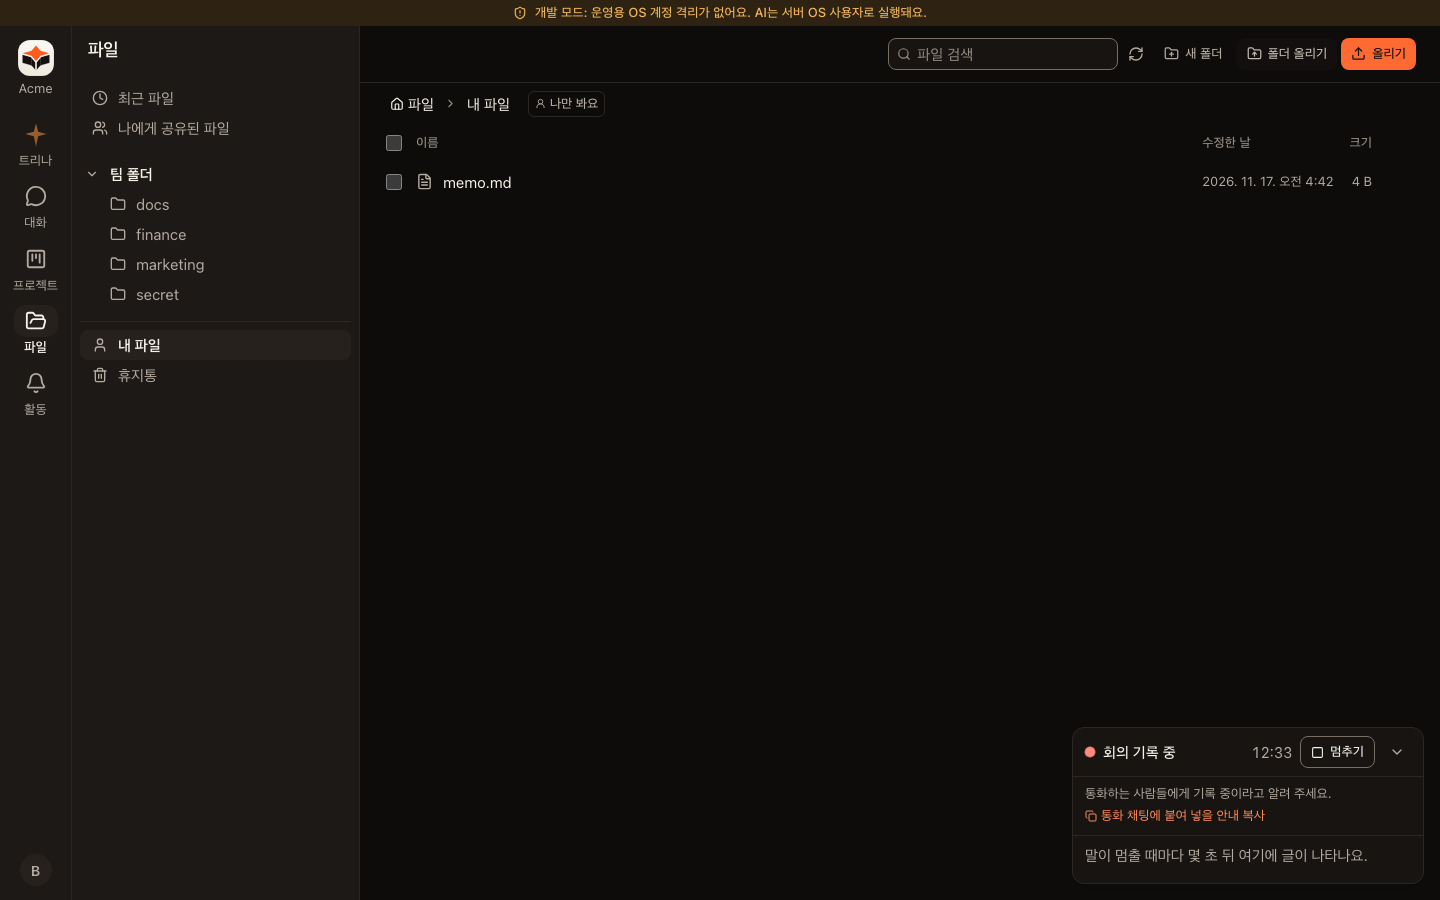 개발 모드: 운영용 OS 계정 격리가 없어요. AI는 서버 OS 사용자로 실행돼요.
Acme
트리나
대화
프로젝트
파일
활동
B
파일
최근 파일
나에게 공유된 파일
팀 폴더
docs
finance
marketing
secret
내 파일
휴지통
파일 검색
새 폴더
폴더 올리기
올리기
파일 내 파일 나만 봐요
이름 수정한 날 크기
memo.md 2026. 11. 17. 오전 4:42 4 B
회의 기록 중 12:33 멈추기
통화하는 사람들에게 기록 중이라고 알려 주세요.
통화 채팅에 붙여 넣을 안내 복사
말이 멈출 때마다 몇 초 뒤 여기에 글이 나타나요.